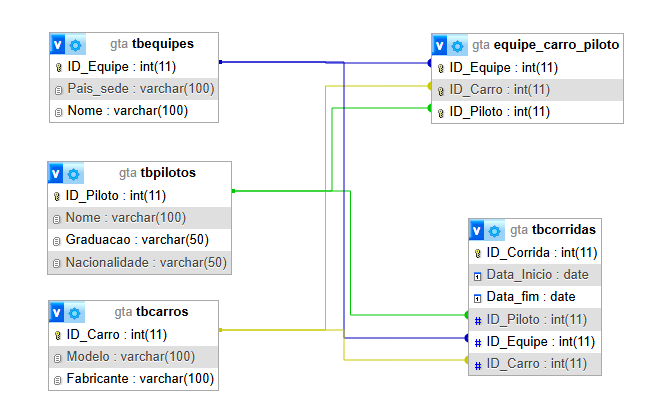 v gta tbequipes
ID_Equipe : int(11)
Pais_sede : varchar(100)
Nome : varchar(100)
v gta equipe_carro_piloto
ID_Equipe : int(11)
ID_Carro : int(11)
ID_Piloto : int(11)
v gta tbpilotos
ID_Piloto : int(11)
Nome : varchar(100)
Graduacao : varchar(50)
Nacionalidade : varchar(50)
v gta tbcorridas
ID_Corrida : int(11)
Data_Inicio : date
Data_fim : date
# ID_Piloto : int(11)
# ID_Equipe : int(11)
# ID_Carro : int(11)
v gta tbcarros
ID_Carro : int(11)
Modelo : varchar(100)
Fabricante : varchar(100)